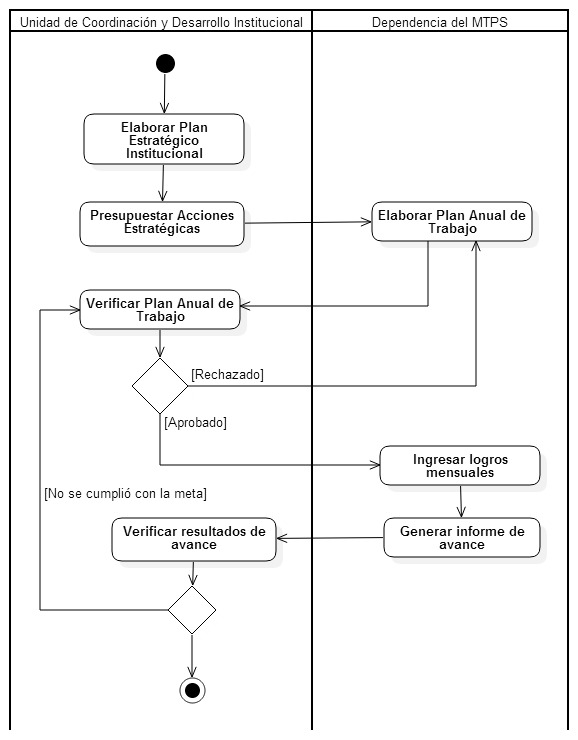 Unidad de Coordinación y Desarrollo Institucional
Dependencia del MTPS
Elaborar Plan
Estratégico
Institucional
Presupuestar Acciones
Estratégicas
Elaborar Plan Anual de
Trabajo
Verificar Plan Anual de
Trabajo
[Rechazado]
[Aprobado]
Ingresar logros
mensuales
[No se cumplió con la meta]
Verificar resultados de
avance
Generar informe de
avance